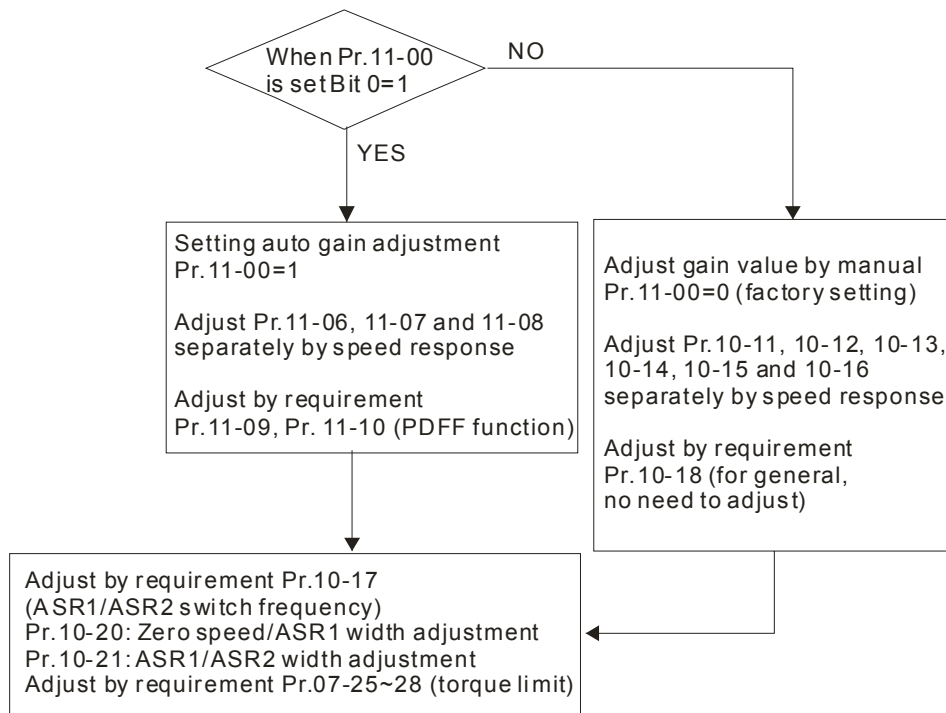 When Pr.11-00
is set Bit 0=1
NO
YES
Setting auto gain adjustment
Pr.11-00=1
Adjust Pr.11-06, 11-07 and 11-08
separately by speed response
Adjust by requirement
Pr.11-09, Pr. 11-10 (PDFF function)
Adjust gain value by manual
Pr.11-00=0 (factory setting)
Adjust Pr.10-11, 10-12, 10-13,
10-14, 10-15 and 10-16
separately by speed response
Adjust by requirement
Pr.10-18 (for general,
no need to adjust)
Adjust by requirement Pr.10-17
(ASR1/ASR2 switch frequency)
Pr.10-20: Zero speed/ASR1 width adjustment
Pr.10-21: ASR1/ASR2 width adjustment
Adjust by requirement Pr.07-25~28 (torque limit)